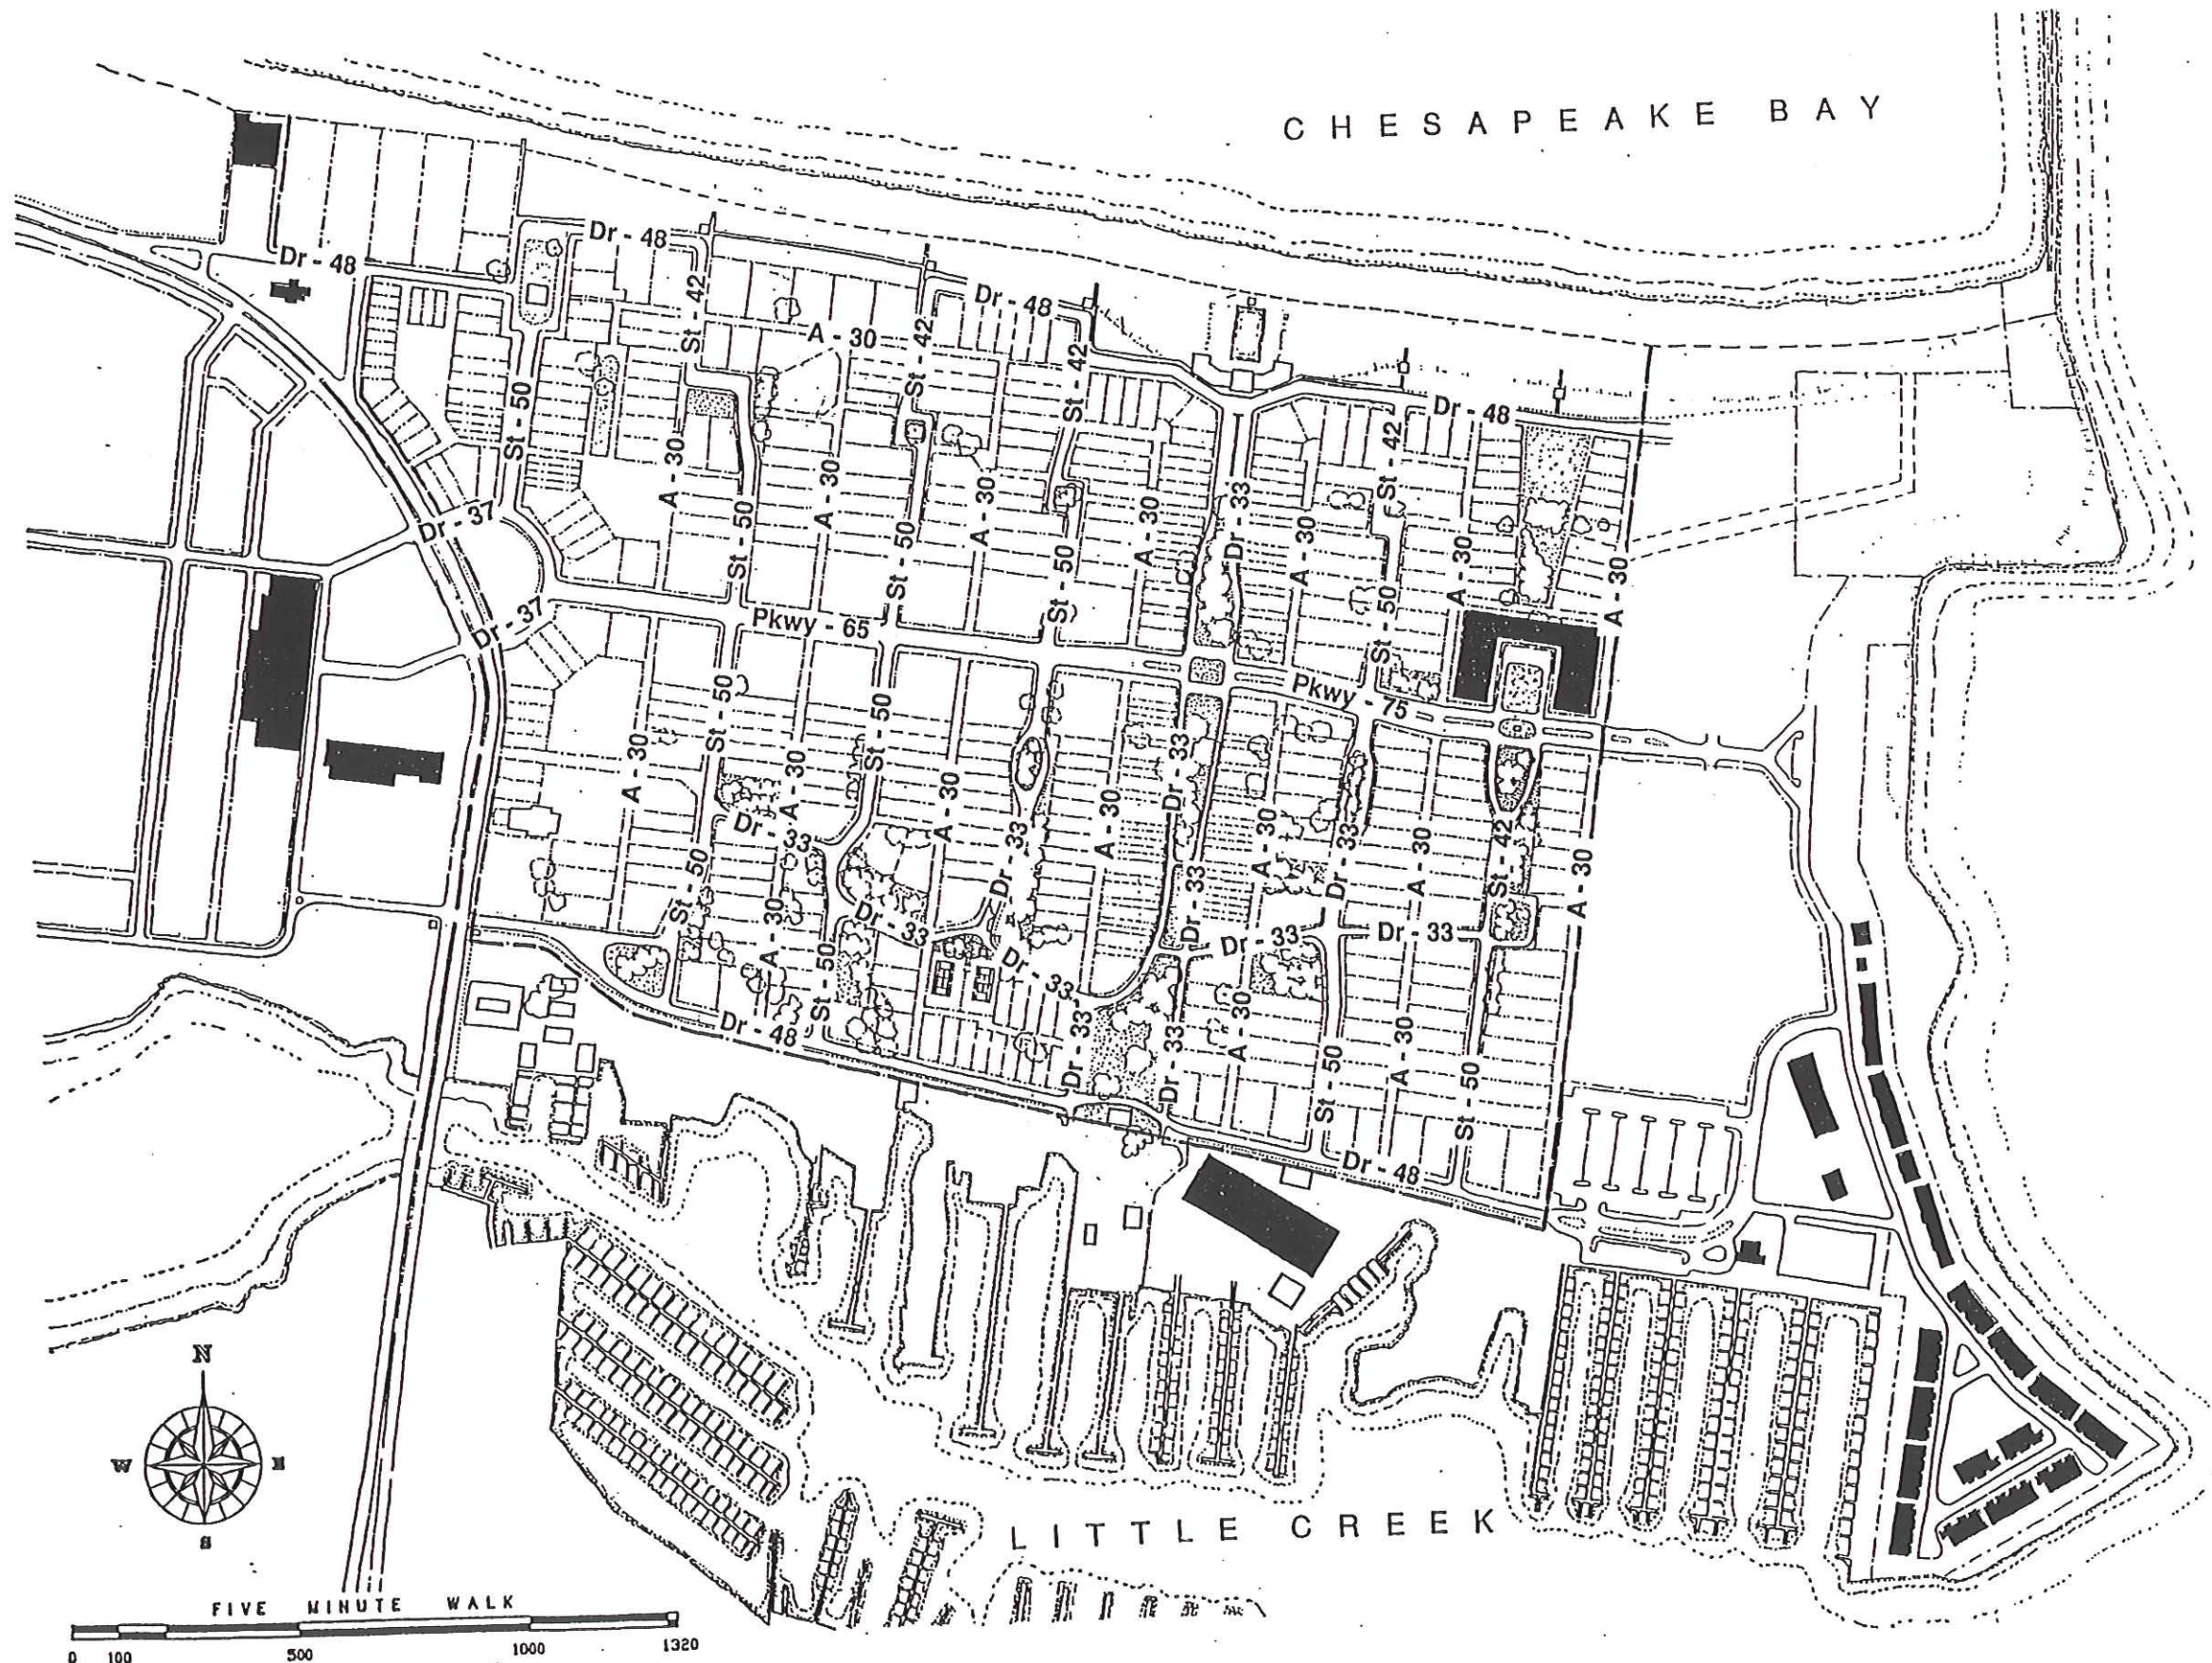 CHESAPEAKE BAY
Dr - 48
Dr - 48
St - 42
Dr - 48
A - 30
St - 42
St - 42
Dr - 48
St - 50
St - 42
A - 30
A - 30
A - 30
A - 30
Dr - 33
A - 30
Dr - 37
St - 50
St - 50
St - 50
A - 30
A - 30
St - 50
Dr - 37
Pkwy - 65
St - 50
St - 50
Pkwy - 75
A - 30
A - 30
St - 50
A - 30
Dr - 33
A - 30
Dr - 33
Dr - 33
A - 30
A - 30
Dr - 33
A - 30
St - 42
A - 30
St - 50
A - 30
Dr - 33
Dr - 33
Dr - 33
Dr - 33
St - 50
Dr - 33
Dr - 48
Dr - 33
Dr - 33
A - 30
St - 50
A - 30
St - 50
Dr - 48
N
W
E
S
LITTLE CREEK
FIVE MINUTE WALK
0 100 500 1000 1320